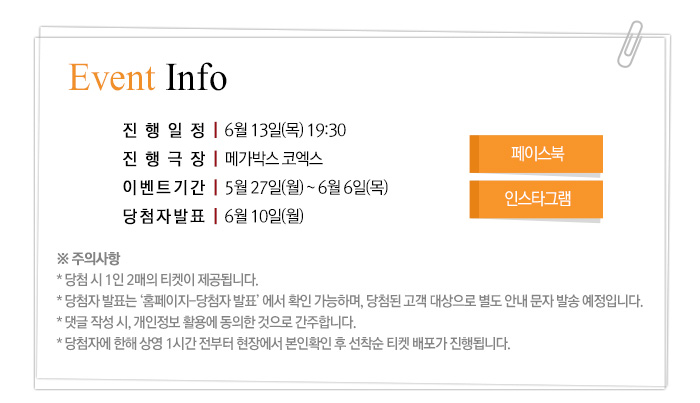 Event Info
진 행 일 정 | 6월 13일(목) 19:30
진 행 극 장 | 메가박스 코엑스
이벤트기간 | 5월 27일(월) ~ 6월 6일(목)
당첨자발표 | 6월 10일(월)
페이스북
인스타그램
※ 주의사항
* 당첨 시 1인 2매의 티켓이 제공됩니다.
* 당첨자 발표는 ‘홈페이지-당첨자 발표’ 에서 확인 가능하며, 당첨된 고객 대상으로 별도 안내 문자 발송 예정입니다.
* 댓글 작성 시, 개인정보 활용에 동의한 것으로 간주합니다.
* 당첨자에 한해 상영 1시간 전부터 현장에서 본인확인 후 선착순 티켓 배포가 진행됩니다.